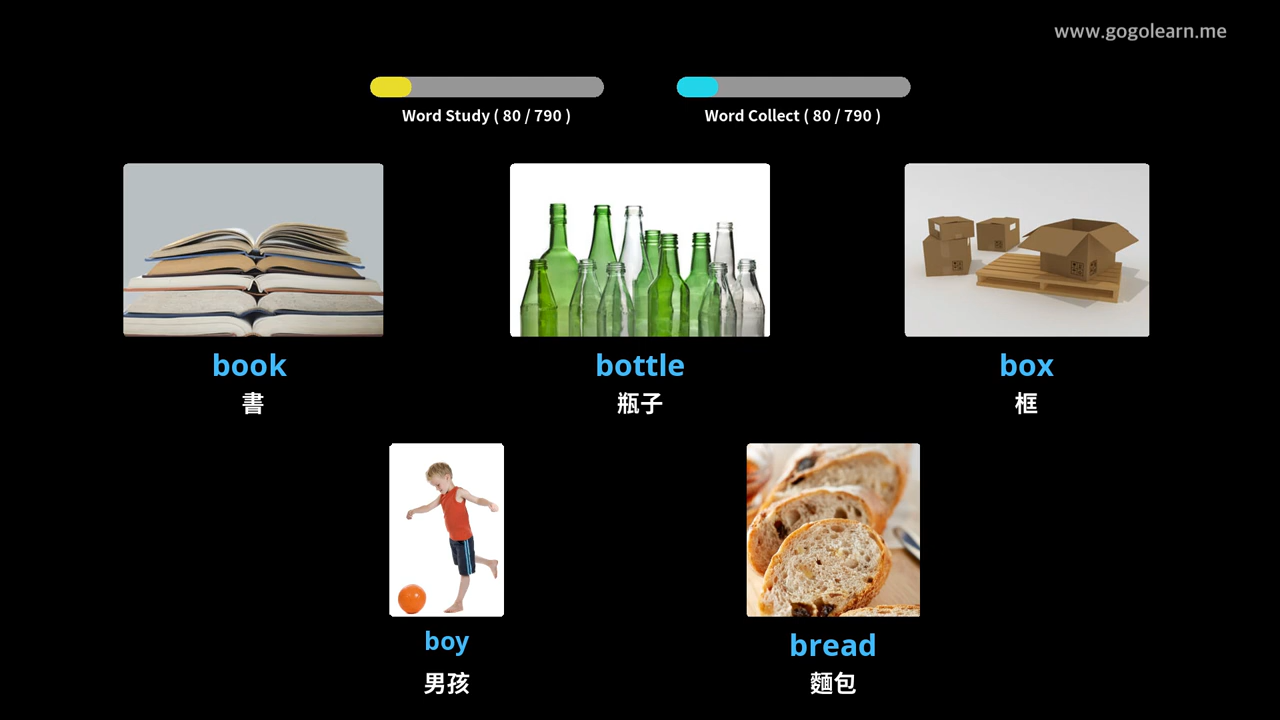 www.gogolearn.me
Word Study ( 80 / 790 )
Word Collect ( 80 / 790 )
book
書
bottle
瓶子
box
框
boy
男孩
bread
麵包